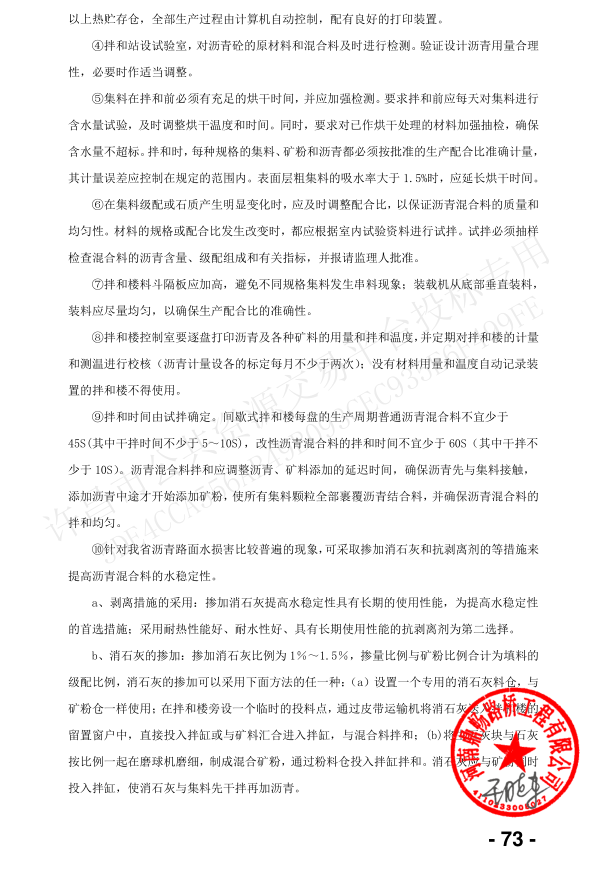 以上热贮存仓，全部生产过程由计算机自动控制，配有良好的打印装置。
④拌和站设试验室，对沥青砼的原材料和混合料及时进行检测。验证设计沥青用量合理
性，必要时作适当调整。
⑤集料在拌和前必须有充足的烘干时间，并应加强检测。要求拌和前应每天对集料进行
含水量试验，及时调整烘干温度和时间。同时，要求对已作烘干处理的材料加强抽检，确保
含水量不超标。拌和时，每种规格的集料、矿粉和沥青都必须按批准的生产配合比准确计量，
其计量误差应控制在规定的范围内。表面层粗集料的吸水率大于 1.5%时，应延长烘干时间。
⑥在集料级配或石质产生明显变化时，应及时调整配合比，以保证沥青混合料的质量和
均匀性。材料的规格或配合比发生改变时，都应根据室内试验资料进行试拌。试拌必须抽样
检查混合料的沥青含量、级配组成和有关指标，并报请监理人批准。
⑦拌和楼料斗隔板应加高，避免不同规格集料发生串料现象；装载机从底部垂直装料，
装料应尽量均匀，以确保生产配合比的准确性。
⑧拌和楼控制室要逐盘打印沥青及各种矿料的用量和拌和温度，并定期对拌和楼的计量
和测温进行校核（沥青计量设各的标定每月不少于两次）；没有材料用量和温度自动记录装
置的拌和楼不得使用。
⑨拌和时间由试拌确定。间歇式拌和楼每盘的生产周期普通沥青混合料不宜少于
45S(其中干拌时间不少于 5～10S)，改性沥青混合料的拌和时间不宜少于 60S（其中干拌不
少于 10S）。沥青混合料拌和应调整沥青、矿料添加的延迟时间，确保沥青先与集料接触，
添加沥青中途才开始添加矿粉，使所有集料颗粒全部裹覆沥青结合料，并确保沥青混合料的
拌和均匀。
⑩针对我省沥青路面水损害比较普遍的现象，可采取掺加消石灰和抗剥离剂的等措施来
提高沥青混合料的水稳定性。
a、剥离措施的采用：掺加消石灰提高水稳定性具有长期的使用性能，为提高水稳定性
的首选措施；采用耐热性能好、耐水性好、具有长期使用性能的抗剥离剂为第二选择。
b、消石灰的掺加：掺加消石灰比例为 1％～1.5％，掺量比例与矿粉比例合计为填料的
级配比例，消石灰的掺加可以采用下面方法的任一种：(a）设置一个专用的消石灰料仓，与
矿粉仓一样使用；在拌和楼旁设一个临时的投料点，通过皮带运输机将消石灰送入拌和楼的
留置窗户中，直接投入拌缸或与矿料汇合进入拌缸，与混合料拌和；(b)将生石灰块与石灰
按比例一起在磨球机磨细，制成混合矿粉，通过粉料仓投入拌缸拌和。消石灰应与矿粉同时
投入拌缸，使消石灰与集料先干拌再加沥青。
- 73 -